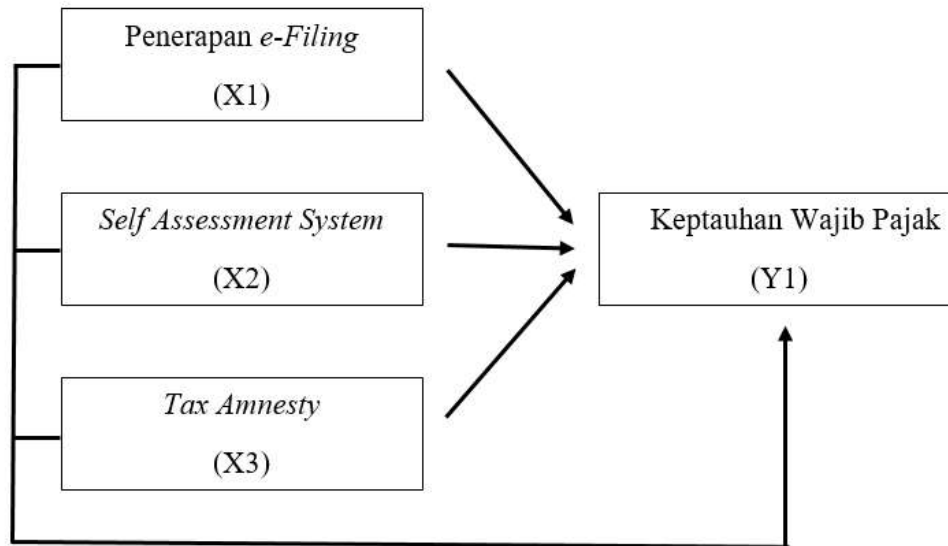 Penerapan e-Filing
(X1)
Self Assessment System
(X2)
Keptauhan Wajib Pajak
(Y1)
Tax Amnesty
(X3)